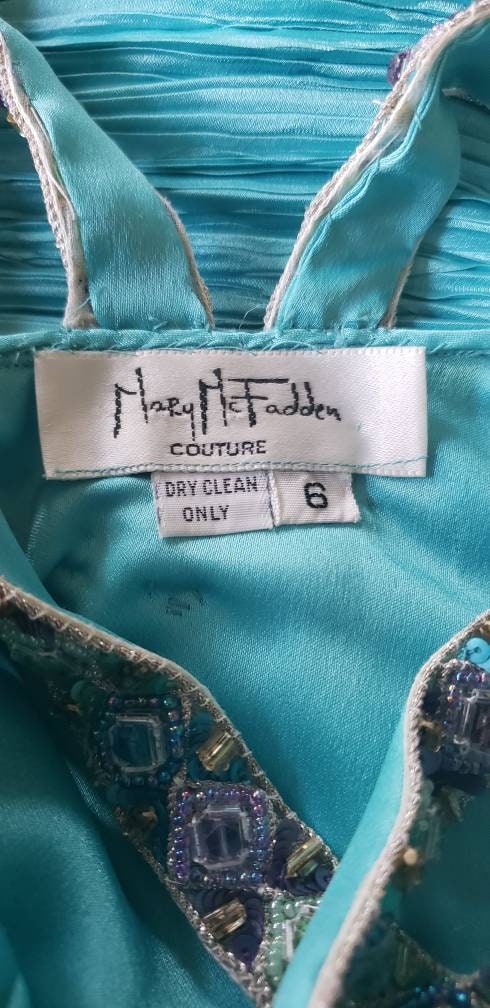 Mary McFadden
COUTURE
DRY CLEAN
ONLY
6